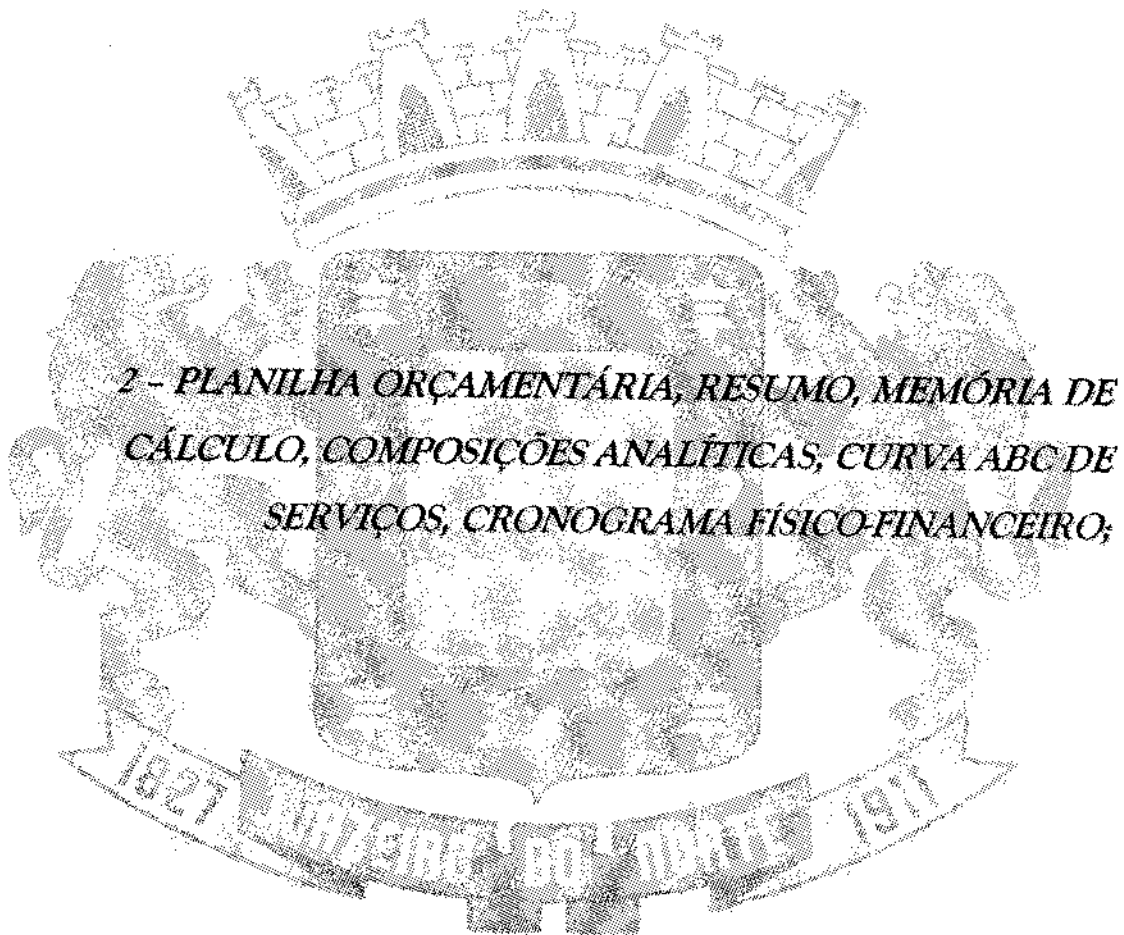 2 – PLANILHA ORÇAMENTÁRIA, RESUMO, MEMÓRIA DE
CÁLCULO, COMPOSIÇÕES ANALÍTICAS, CURVA ABC DE
SERVIÇOS, CRONOGRAMA FÍSICO-FINANCEIRO;
1827 JUAZEIRO DO NORTE 1911